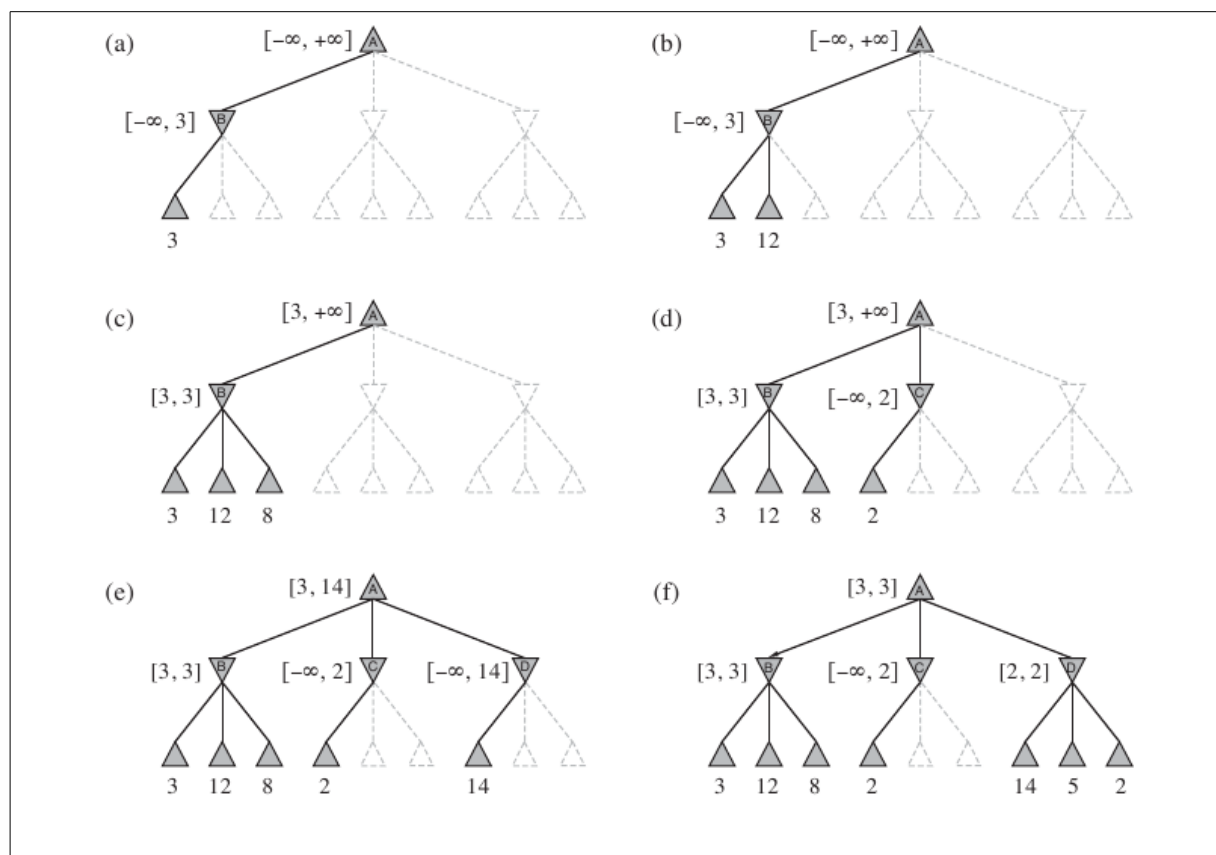 (a) [−∞, +∞] A (b) [−∞, +∞] A
[−∞, 3] B [−∞, 3] B
3 3 12
(c) [3, +∞] A (d) [3, +∞] A
[3, 3] B [3, 3] B [−∞, 2] C
3 12 8 3 12 8 2
(e) [3, 14] A (f) [3, 3] A
[3, 3] B [−∞, 2] C [−∞, 14] D [3, 3] B [−∞, 2] C [2, 2] D
3 12 8 2 14 3 12 8 2 14 5 2